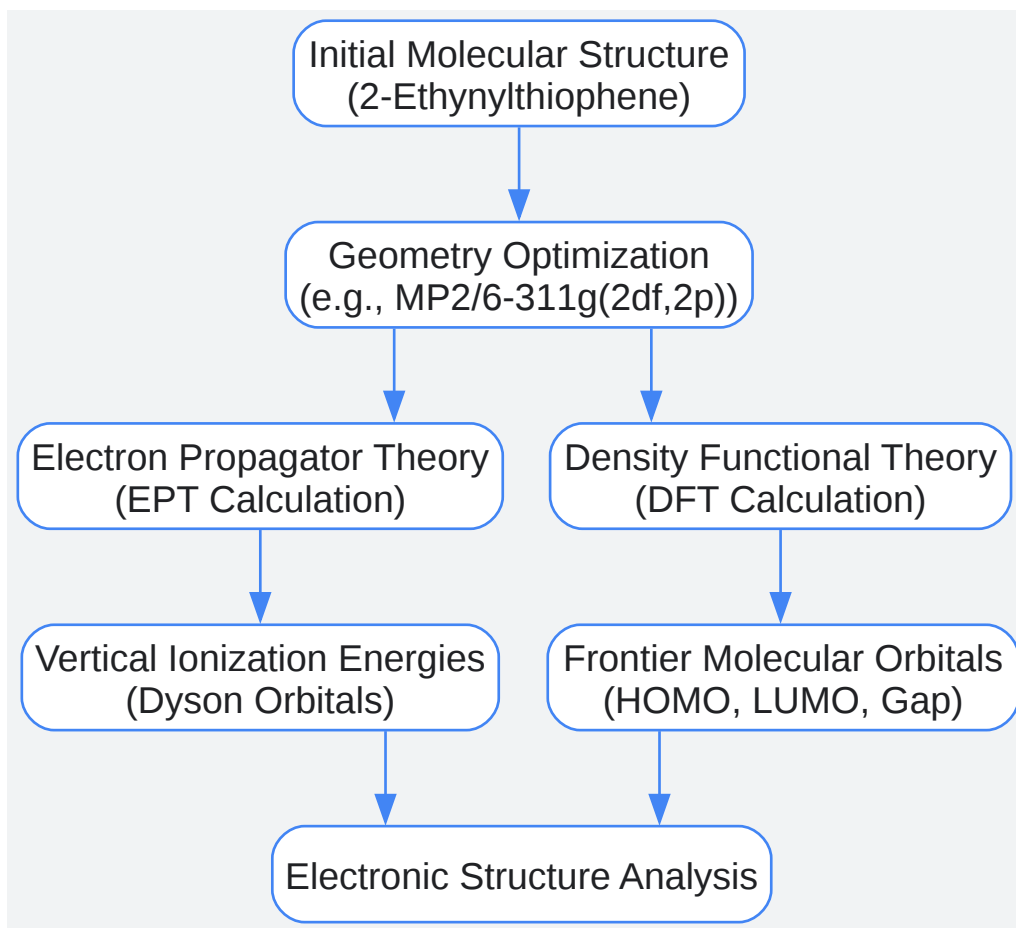 Initial Molecular Structure
(2-Ethynylthiophene)
Geometry Optimization
(e.g., MP2/6-311g(2df,2p))
Electron Propagator Theory
(EPT Calculation)
Density Functional Theory
(DFT Calculation)
Vertical Ionization Energies
(Dyson Orbitals)
Frontier Molecular Orbitals
(HOMO, LUMO, Gap)
Electronic Structure Analysis